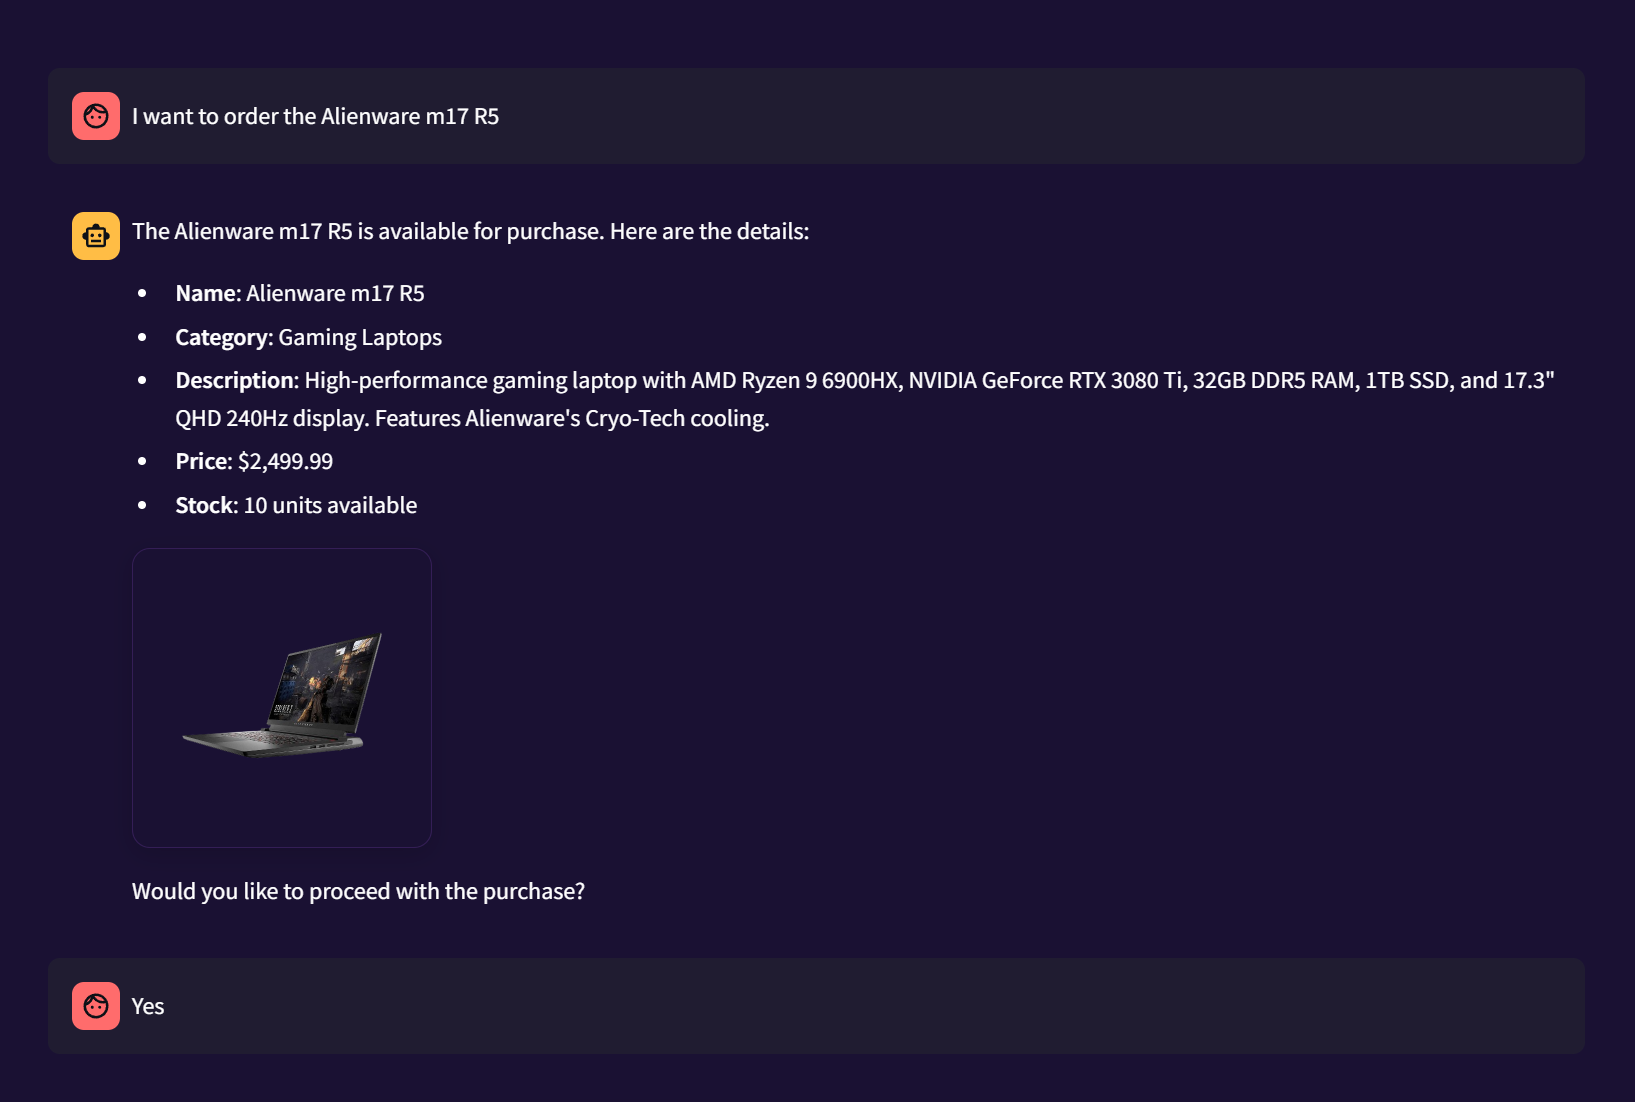 I want to order the Alienware m17 R5
The Alienware m17 R5 is available for purchase. Here are the details:
Name: Alienware m17 R5
Category: Gaming Laptops
Description: High-performance gaming laptop with AMD Ryzen 9 6900HX, NVIDIA GeForce RTX 3080 Ti, 32GB DDR5 RAM, 1TB SSD, and 17.3"
QHD 240Hz display. Features Alienware's Cryo-Tech cooling.
Price: $2,499.99
Stock: 10 units available
Would you like to proceed with the purchase?
Yes